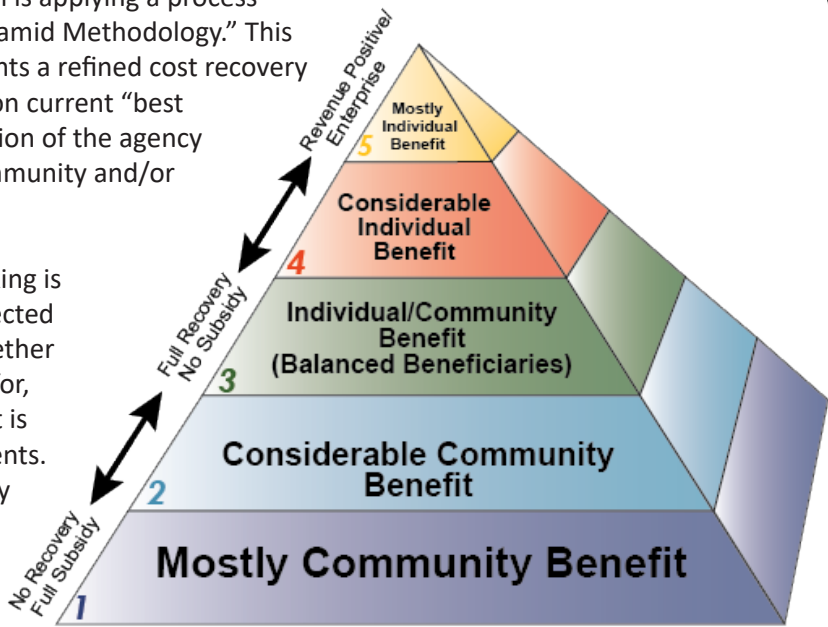 is applying a process
amid Methodology.” This
nts a refined cost recovery
on current “best
tion of the agency
mmunity and/or
ing is
ected
ether
or,
t is
ents.
y
Revenue Positive/
Enterprise
Full Recovery
No Subsidy
No Recovery
Full Subsidy
Mostly
Individual
Benefit
5
Considerable
Individual
Benefit
4
Individual/Community
Benefit
(Balanced Beneficiaries)
3
Considerable Community
Benefit
2
Mostly Community Benefit
1